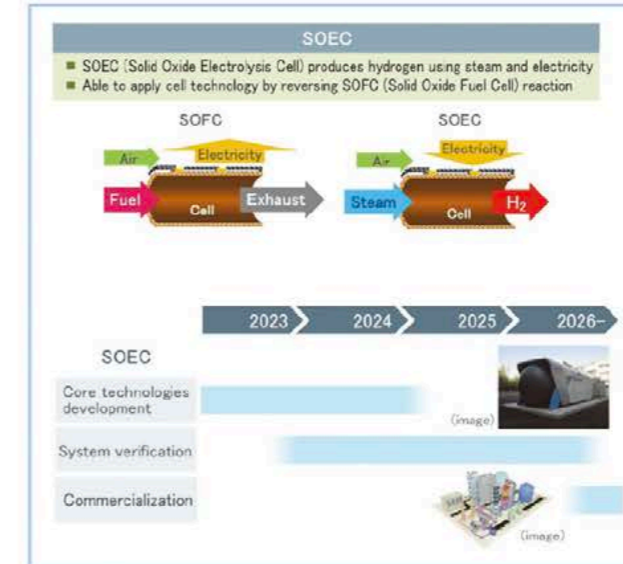 SOEC
■ SOEC (Solid Oxide Electrolysis Cell) produces hydrogen using steam and electricity
■ Able to apply cell technology by reversing SOFC (Solid Oxide Fuel Cell) reaction
SOFC
SOEC
Air
Electricity
Fuel
Cell
Exhaust
Air
Electricity
Steam
Cell
H₂
2023
2024
2025
2026-
SOEC
Core technologies
development
(image)
System verification
Commercialization
(image)